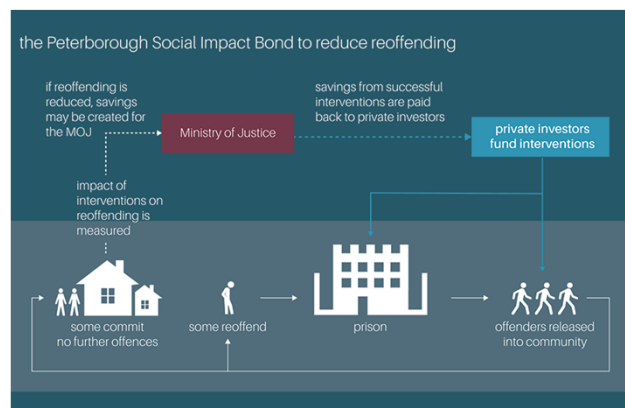 the Peterborough Social Impact Bond to reduce reoffending
if reoffending is
reduced, savings
may be created for
the MOJ
Ministry of Justice
savings from successful
interventions are paid
back to private investors
private investors
fund interventions
impact of
interventions on
reoffending is
measured
some commit
no further offences
some reoffend
prison
offenders released
into community